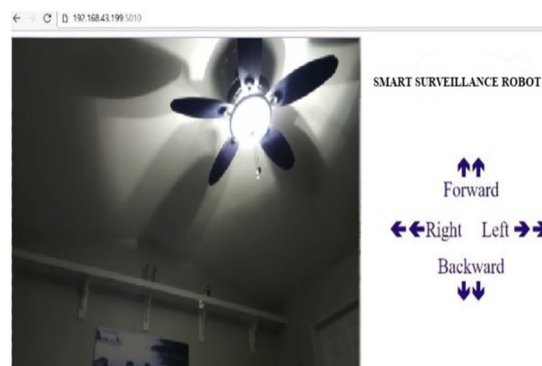 192.168.43.199:5010
SMART SURVEILLANCE ROBOT
Forward
Right Left
Backward